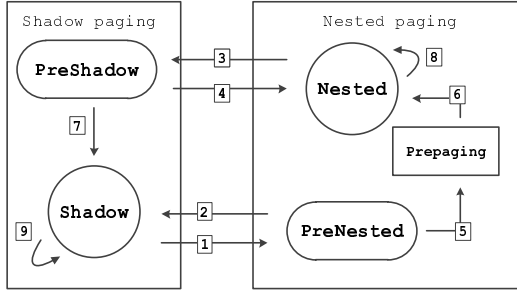 Shadow paging
Nested paging
PreShadow
3
4
Nested
8
6
7
Prepaging
Shadow
2
9
1
PreNested
5